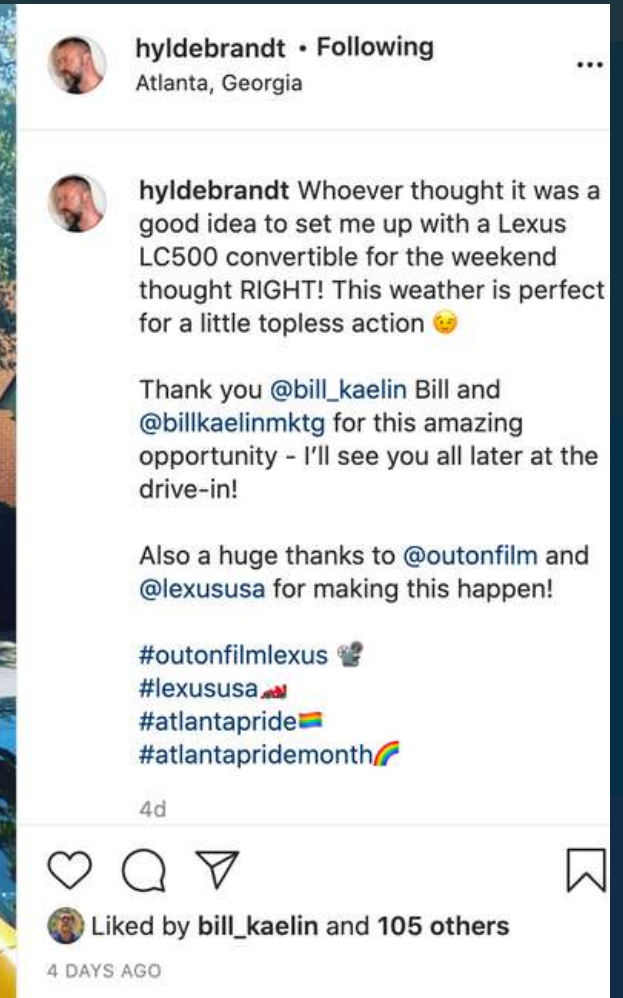 hyldebrandt • Following
Atlanta, Georgia
hyldebrandt Whoever thought it was a
good idea to set me up with a Lexus
LC500 convertible for the weekend
thought RIGHT! This weather is perfect
for a little topless action 😉
Thank you @bill_kaelin Bill and
@billkaelinmktg for this amazing
opportunity - I'll see you all later at the
drive-in!
Also a huge thanks to @outonfilm and
@lexususa for making this happen!
#outonfilmlexus 📽️
#lexususa🏎️
#atlantapride🏳️‍🌈
#atlantapridemonth🌈
4d
Liked by bill_kaelin and 105 others
4 DAYS AGO